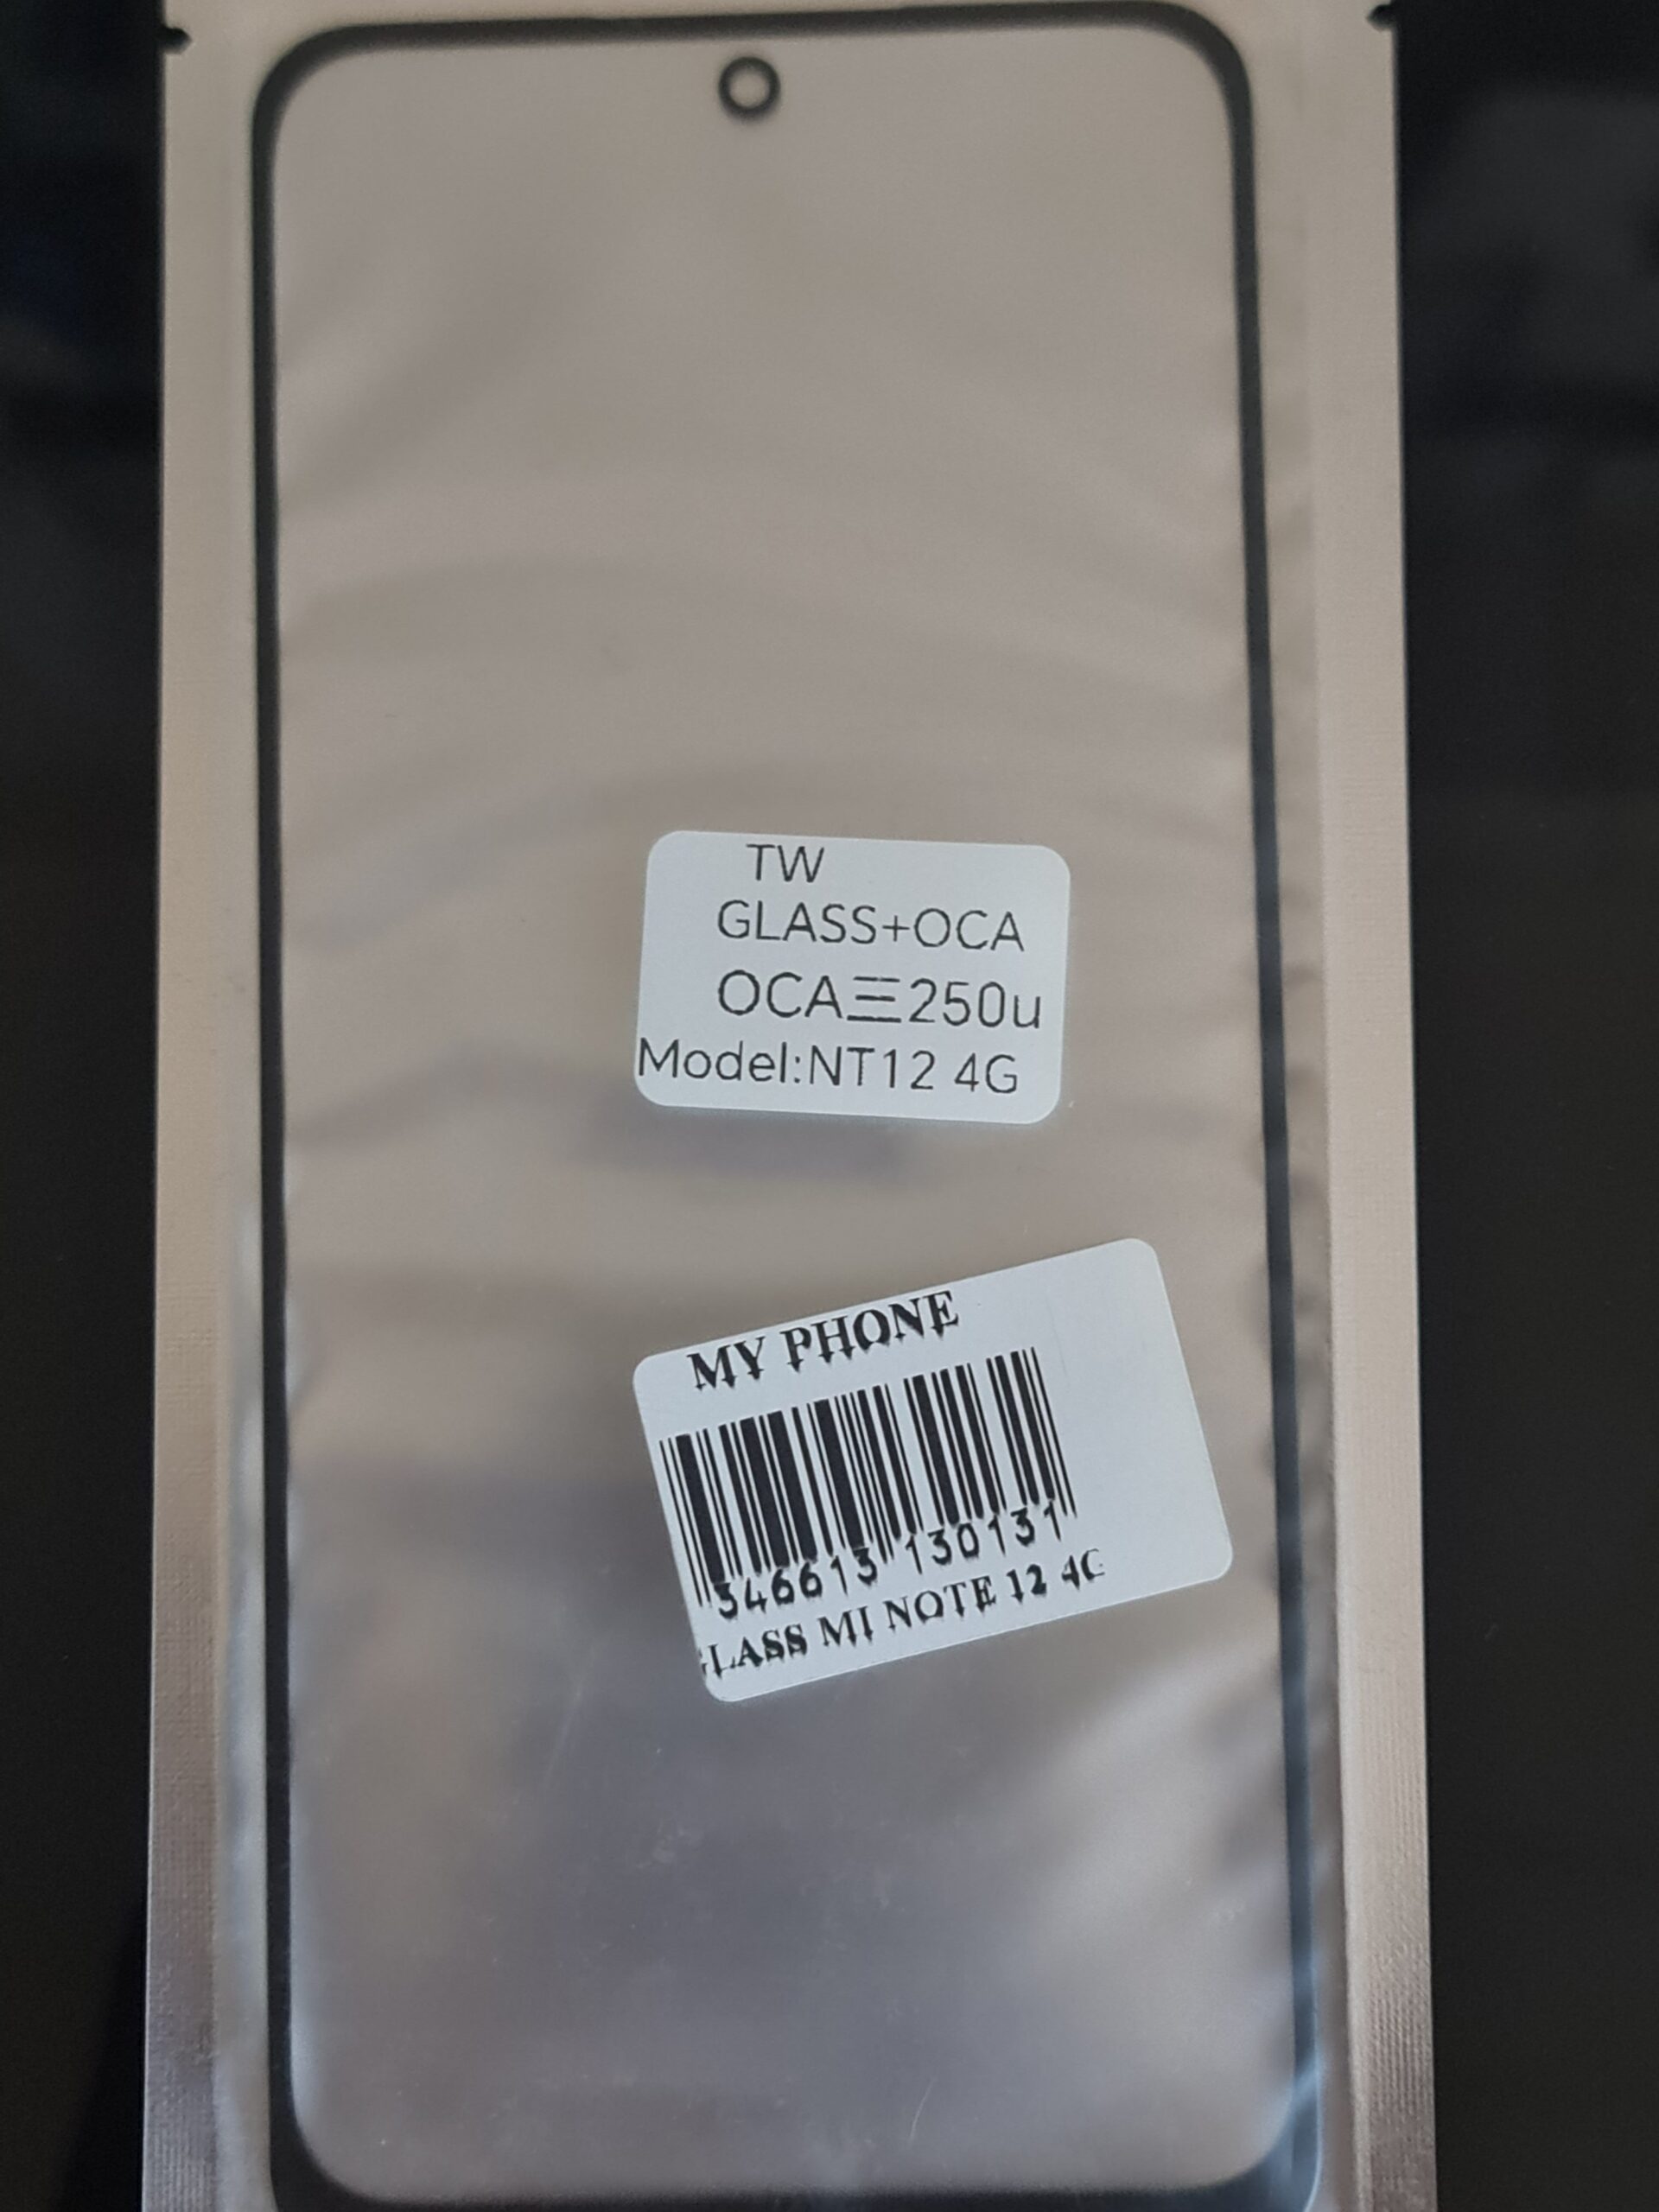 TW
GLASS+OCA
OCA三250u
Model:NT12 4G
MY PHONE
346613 130131
GLASS MI NOTE 12 4G